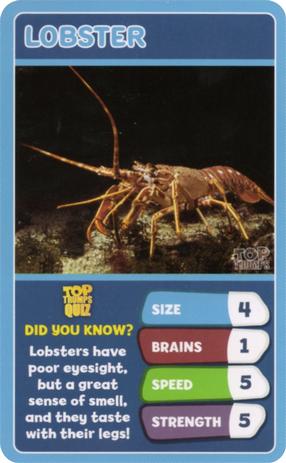 LOBSTER
TOP
TRUMPS
TOP
TRUMPS
QUIZ
DID YOU KNOW?
Lobsters have
poor eyesight,
but a great
sense of smell,
and they taste
with their legs!
SIZE 4
BRAINS 1
SPEED 5
STRENGTH 5